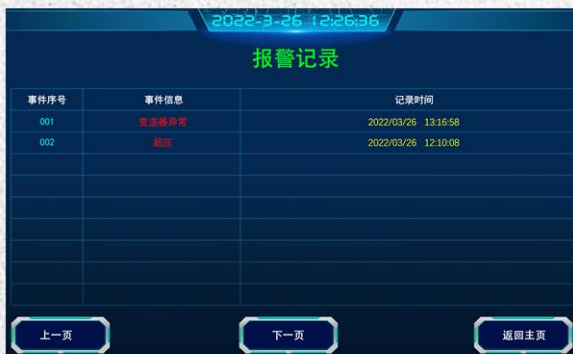 2022-3-26 12:26:36
报警记录
事件序号 事件信息 记录时间
001 变送器异常 2022/03/26 13:16:58
002 超压 2022/03/26 12:10:08
上一页 下一页 返回主页